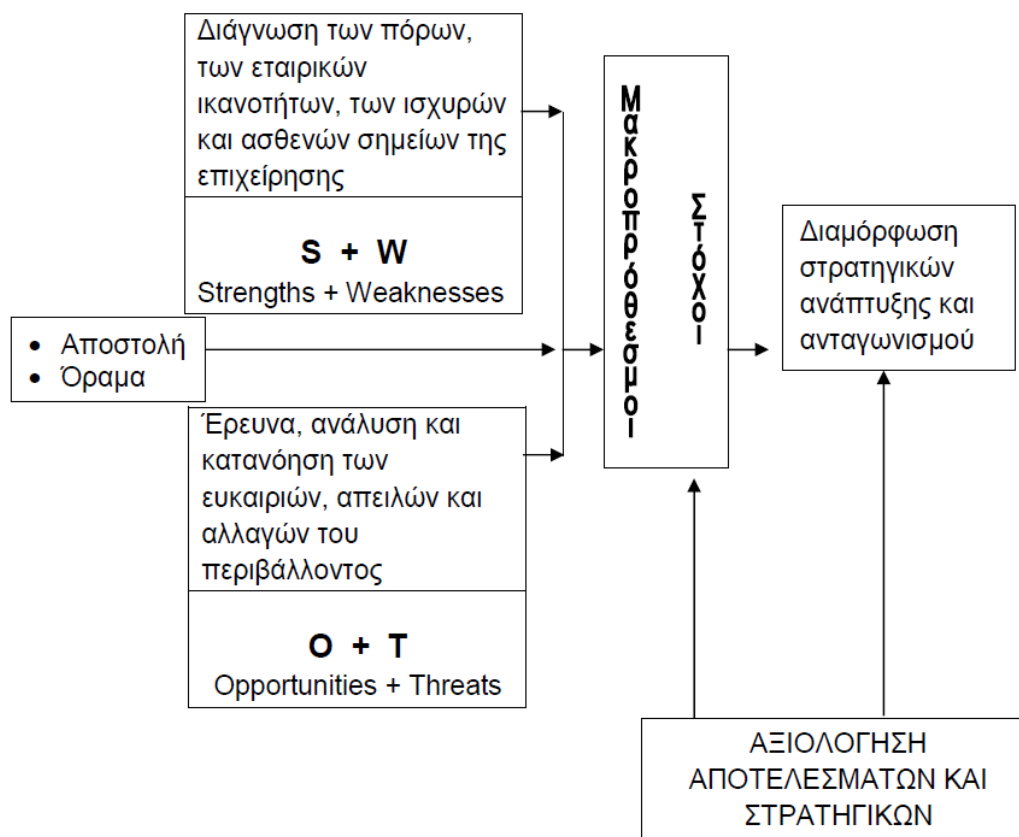 Διάγνωση των πόρων,
των εταιρικών
ικανοτήτων, των ισχυρών
και ασθενών σημείων της
επιχείρησης
S + W
Strengths + Weaknesses
• Αποστολή
• Όραμα
Έρευνα, ανάλυση και
κατανόηση των
ευκαιριών, απειλών και
αλλαγών του
περιβάλλοντος
O + T
Opportunities + Threats
Μακροπρόθεσμοι
Στόχοι
Διαμόρφωση
στρατηγικών
ανάπτυξης και
ανταγωνισμού
ΑΞΙΟΛΟΓΗΣΗ
ΑΠΟΤΕΛΕΣΜΑΤΩΝ ΚΑΙ
ΣΤΡΑΤΗΓΙΚΩΝ